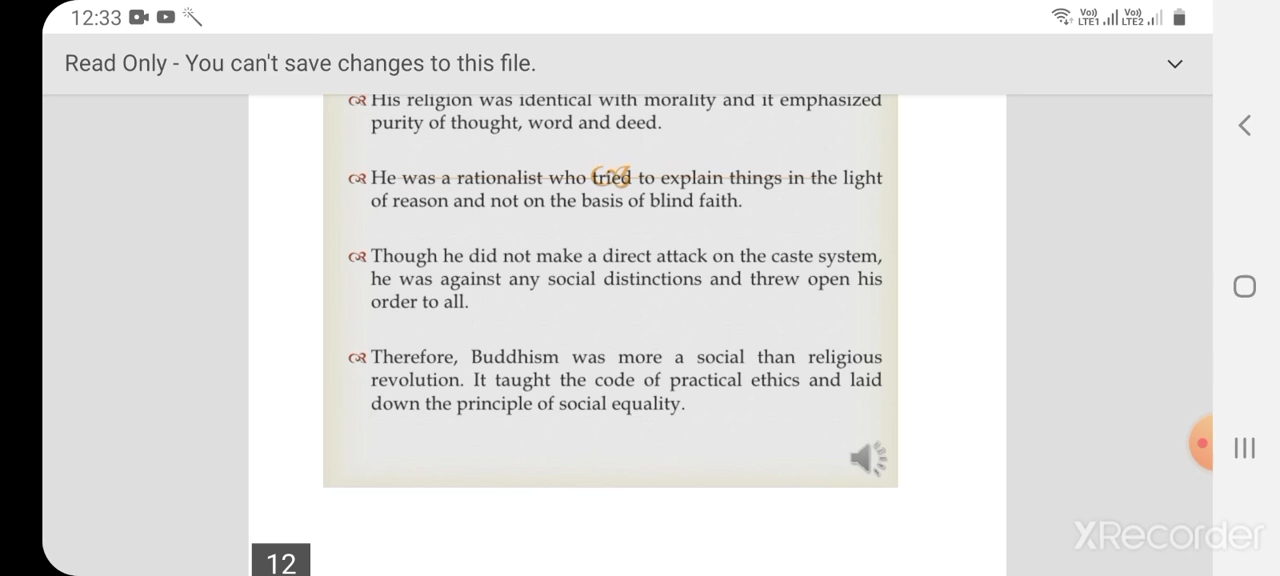 12:33
Vo)) LTE1 Vo)) LTE2
Read Only - You can't save changes to this file.
His religion was identical with morality and it emphasized
purity of thought, word and deed.
He was a rationalist who tried to explain things in the light
of reason and not on the basis of blind faith.
Though he did not make a direct attack on the caste system,
he was against any social distinctions and threw open his
order to all.
Therefore, Buddhism was more a social than religious
revolution. It taught the code of practical ethics and laid
down the principle of social equality.
12
XRecorder